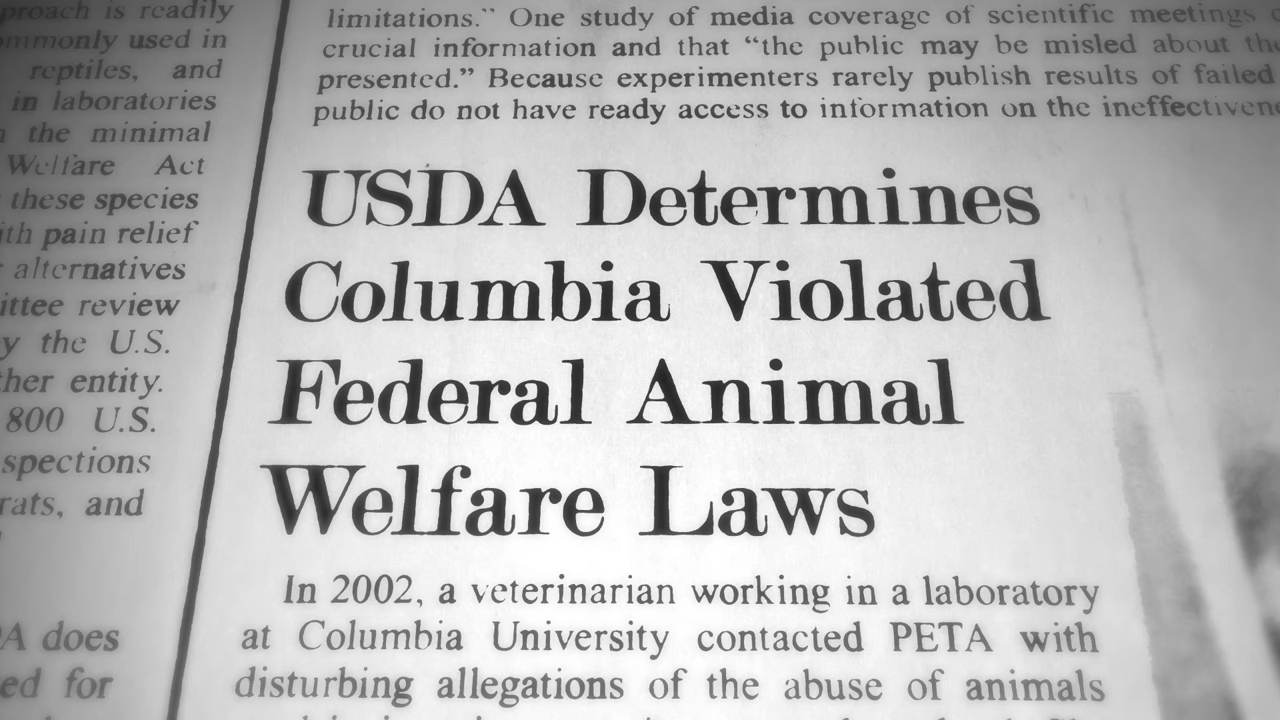 proach is readily
mmonly used in
reptiles, and
in laboratories
the minimal
Welfare Act
these species
ith pain relief
alternatives
ittee review
y the U.S.
her entity.
800 U.S.
spections
rats, and
A does
ed for
limitations.” One study of media coverage of scientific meetings
crucial information and that “the public may be misled about the
presented.” Because experimenters rarely publish results of failed
public do not have ready access to information on the ineffectiven
USDA Determines
Columbia Violated
Federal Animal
Welfare Laws
In 2002, a veterinarian working in a laboratory
at Columbia University contacted PETA with
disturbing allegations of the abuse of animals